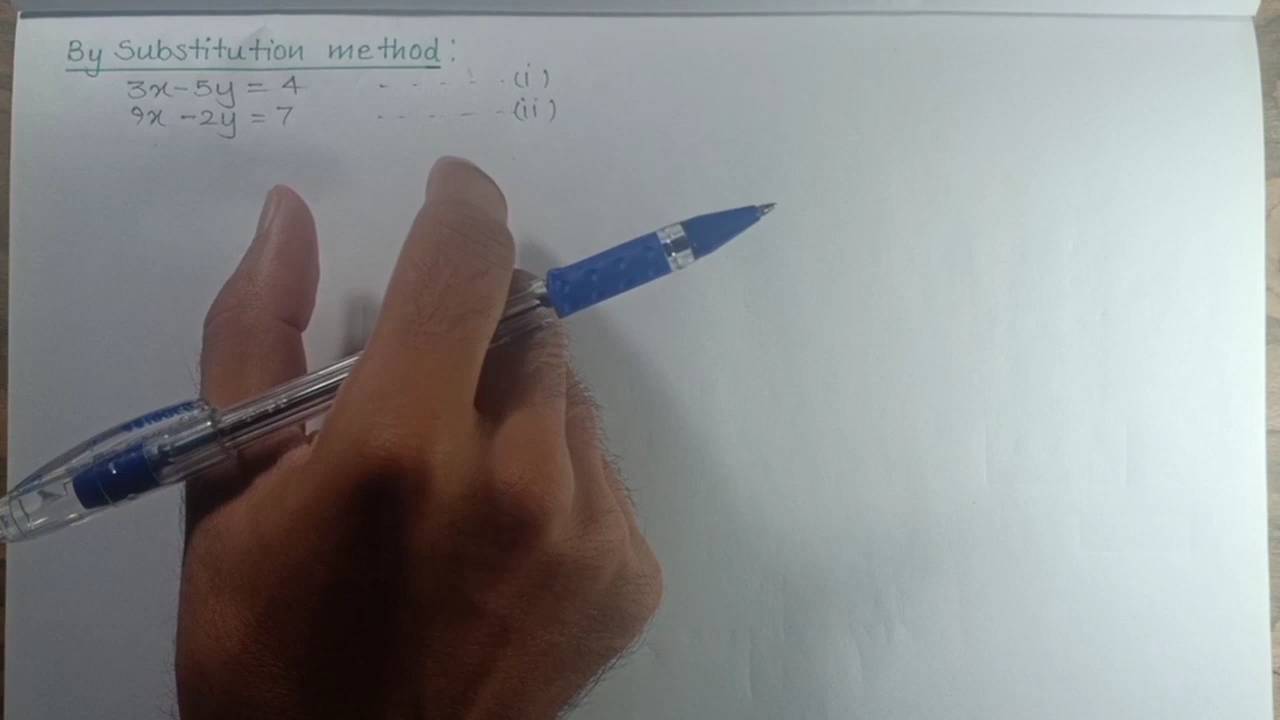 By Substitution method:
3x-5y = 4 - - - - - - (i)
9x -2y = 7 - - - - - - (ii)